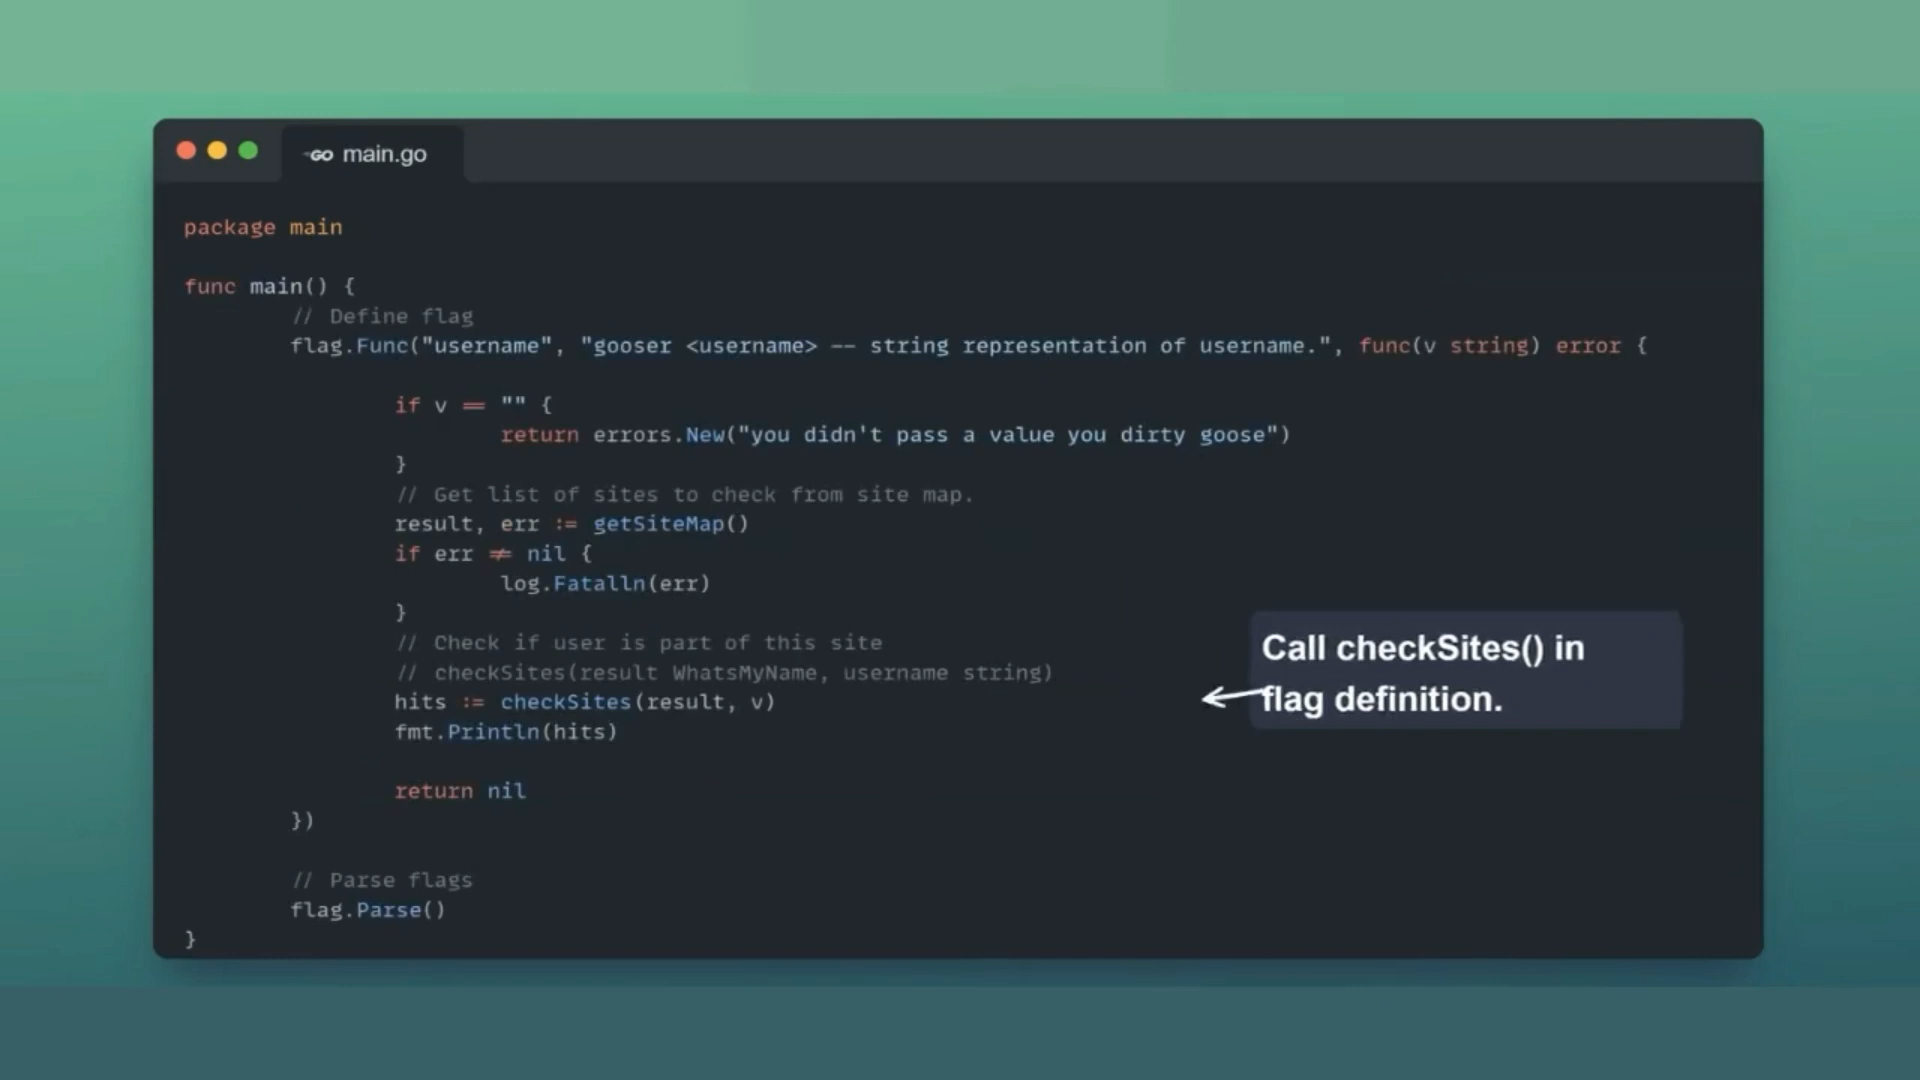 GO main.go
package main
func main() {
// Define flag
flag.Func("username", "gooser <username> -- string representation of username.", func(v string) error {
if v == "" {
return errors.New("you didn't pass a value you dirty goose")
}
// Get list of sites to check from site map.
result, err := getSiteMap()
if err != nil {
log.Fatalln(err)
}
// Check if user is part of this site
// checkSites(result WhatsMyName, username string)
hits := checkSites(result, v)
fmt.Println(hits)
return nil
})
// Parse flags
flag.Parse()
}
Call checkSites() in
flag definition.